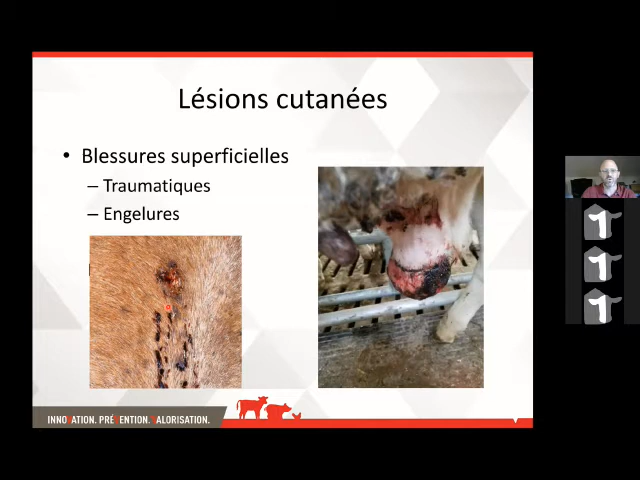 Lésions cutanées
• Blessures superficielles
– Traumatiques
– Engelures
INNOVATION. PRÉVENTION. VALORISATION.